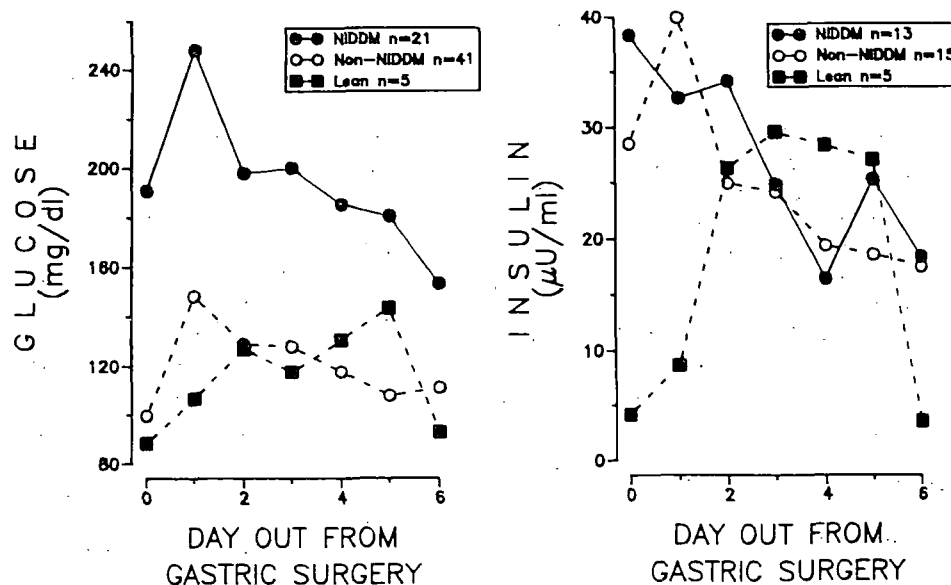 GLUCOSE
(mg/dl)
240
200
160
120
80
NIDDM n=21
Non-NIDDM n=41
Lean n=5
0
2
4
6
DAY OUT FROM
GASTRIC SURGERY
INSULIN
(μU/ml)
40
30
20
10
0
NIDDM n=13
Non-NIDDM n=15
Lean n=5
0
2
4
6
DAY OUT FROM
GASTRIC SURGERY